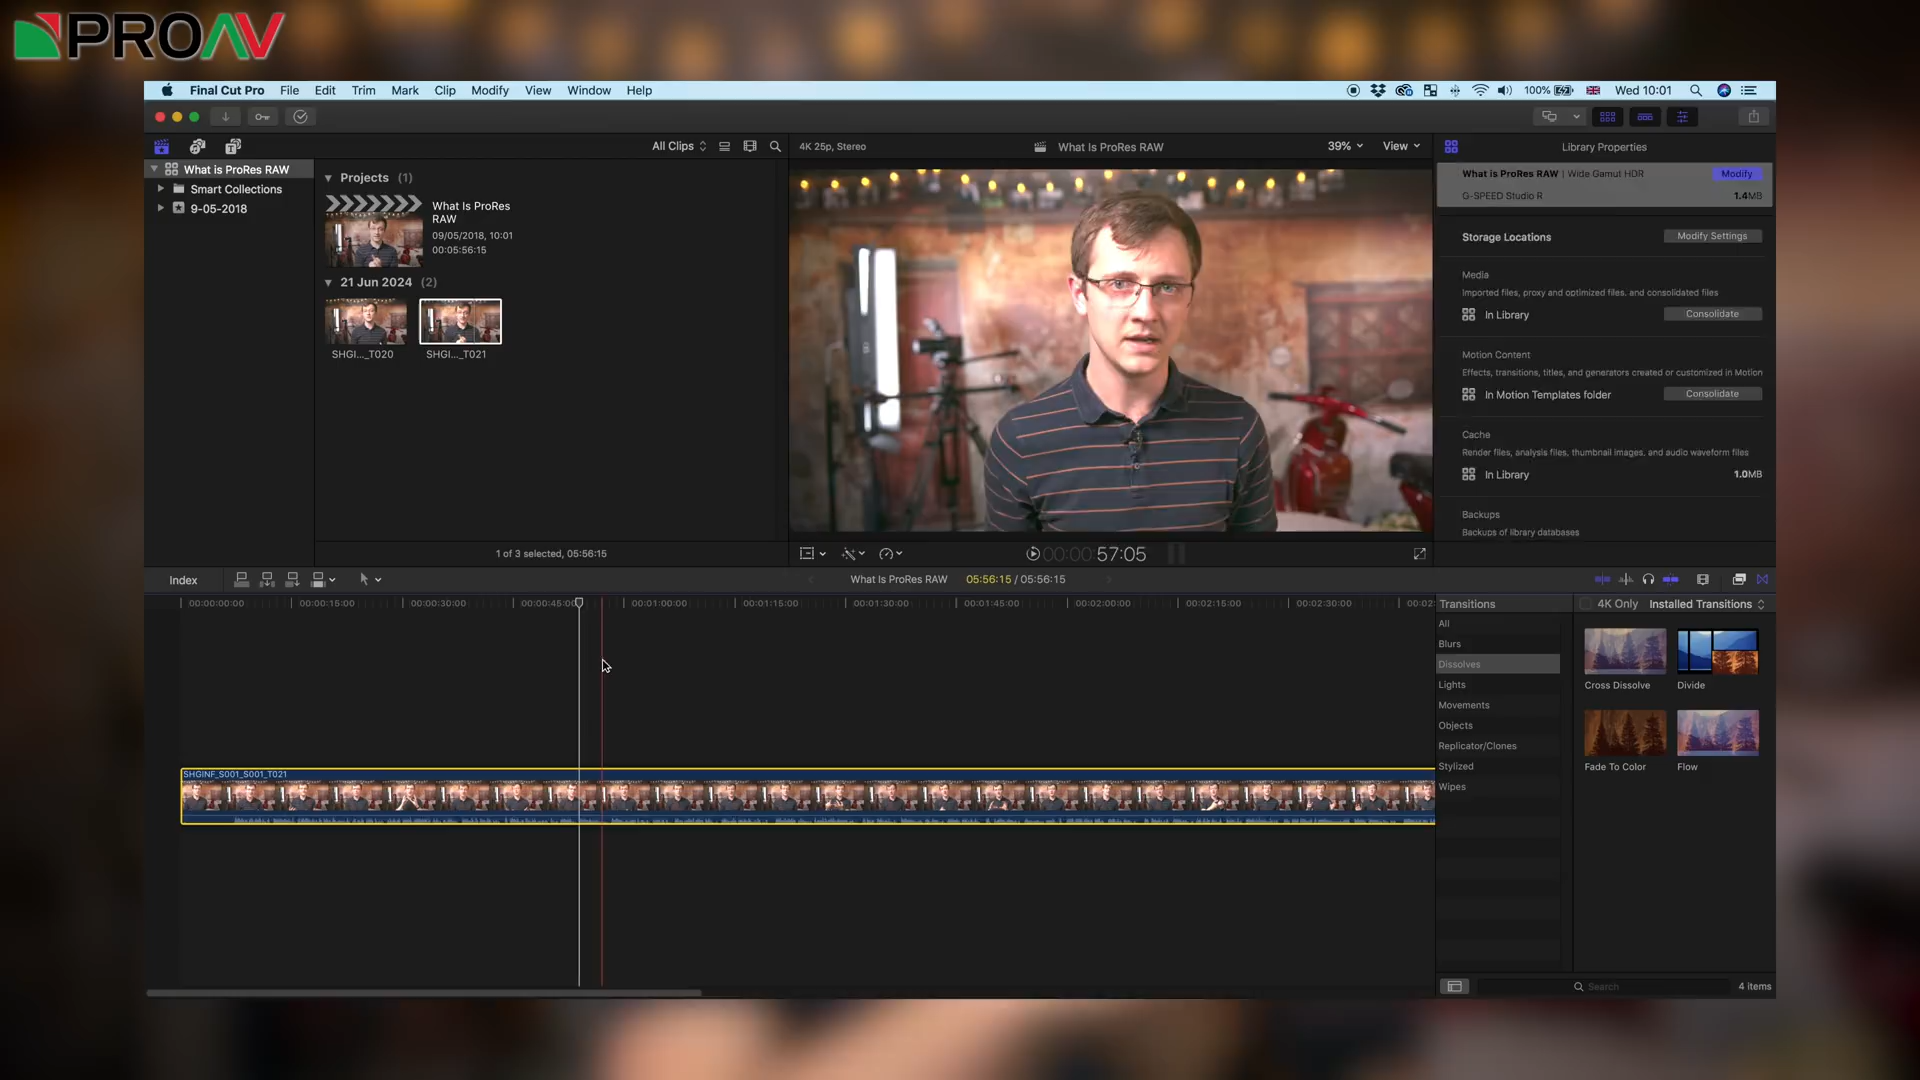 PROAV
Final Cut Pro File Edit Trim Mark Clip Modify View Window Help
100% Wed 10:01
All Clips
4K 25p, Stereo
What Is ProRes RAW
39% View
Library Properties
What is ProRes RAW
Smart Collections
9-05-2018
Projects (1)
What Is ProRes
RAW
09/05/2018, 10:01
00:05:56:15
21 Jun 2024 (2)
SHGI..._T020
SHGI..._T021
1 of 3 selected, 05:56:15
00:00:00:57:05
What is ProRes RAW | Wide Gamut HDR Modify
G-SPEED Studio R 1.4MB
Storage Locations Modify Settings
Media
Imported files, proxy and optimized files, and consolidated files
In Library Consolidate
Motion Content
Effects, transitions, titles, and generators created or customized in Motion
In Motion Templates folder Consolidate
Cache
Render files, analysis files, thumbnail images, and audio waveform files
In Library 1.0MB
Backups
Backups of library databases
Index
What Is ProRes RAW 05:56:15 / 05:56:15
00:00:00:00 00:00:15:00 00:00:30:00 00:00:45:00 00:01:00:00 00:01:15:00 00:01:30:00 00:01:45:00 00:02:00:00 00:02:15:00 00:02:30:00 00:02:
SHGINF_S001_S001_T021
Transitions
4K Only Installed Transitions
All
Blurs
Dissolves
Lights
Movements
Objects
Replicator/Clones
Stylized
Wipes
Cross Dissolve
Divide
Fade To Color
Flow
Search
4 items